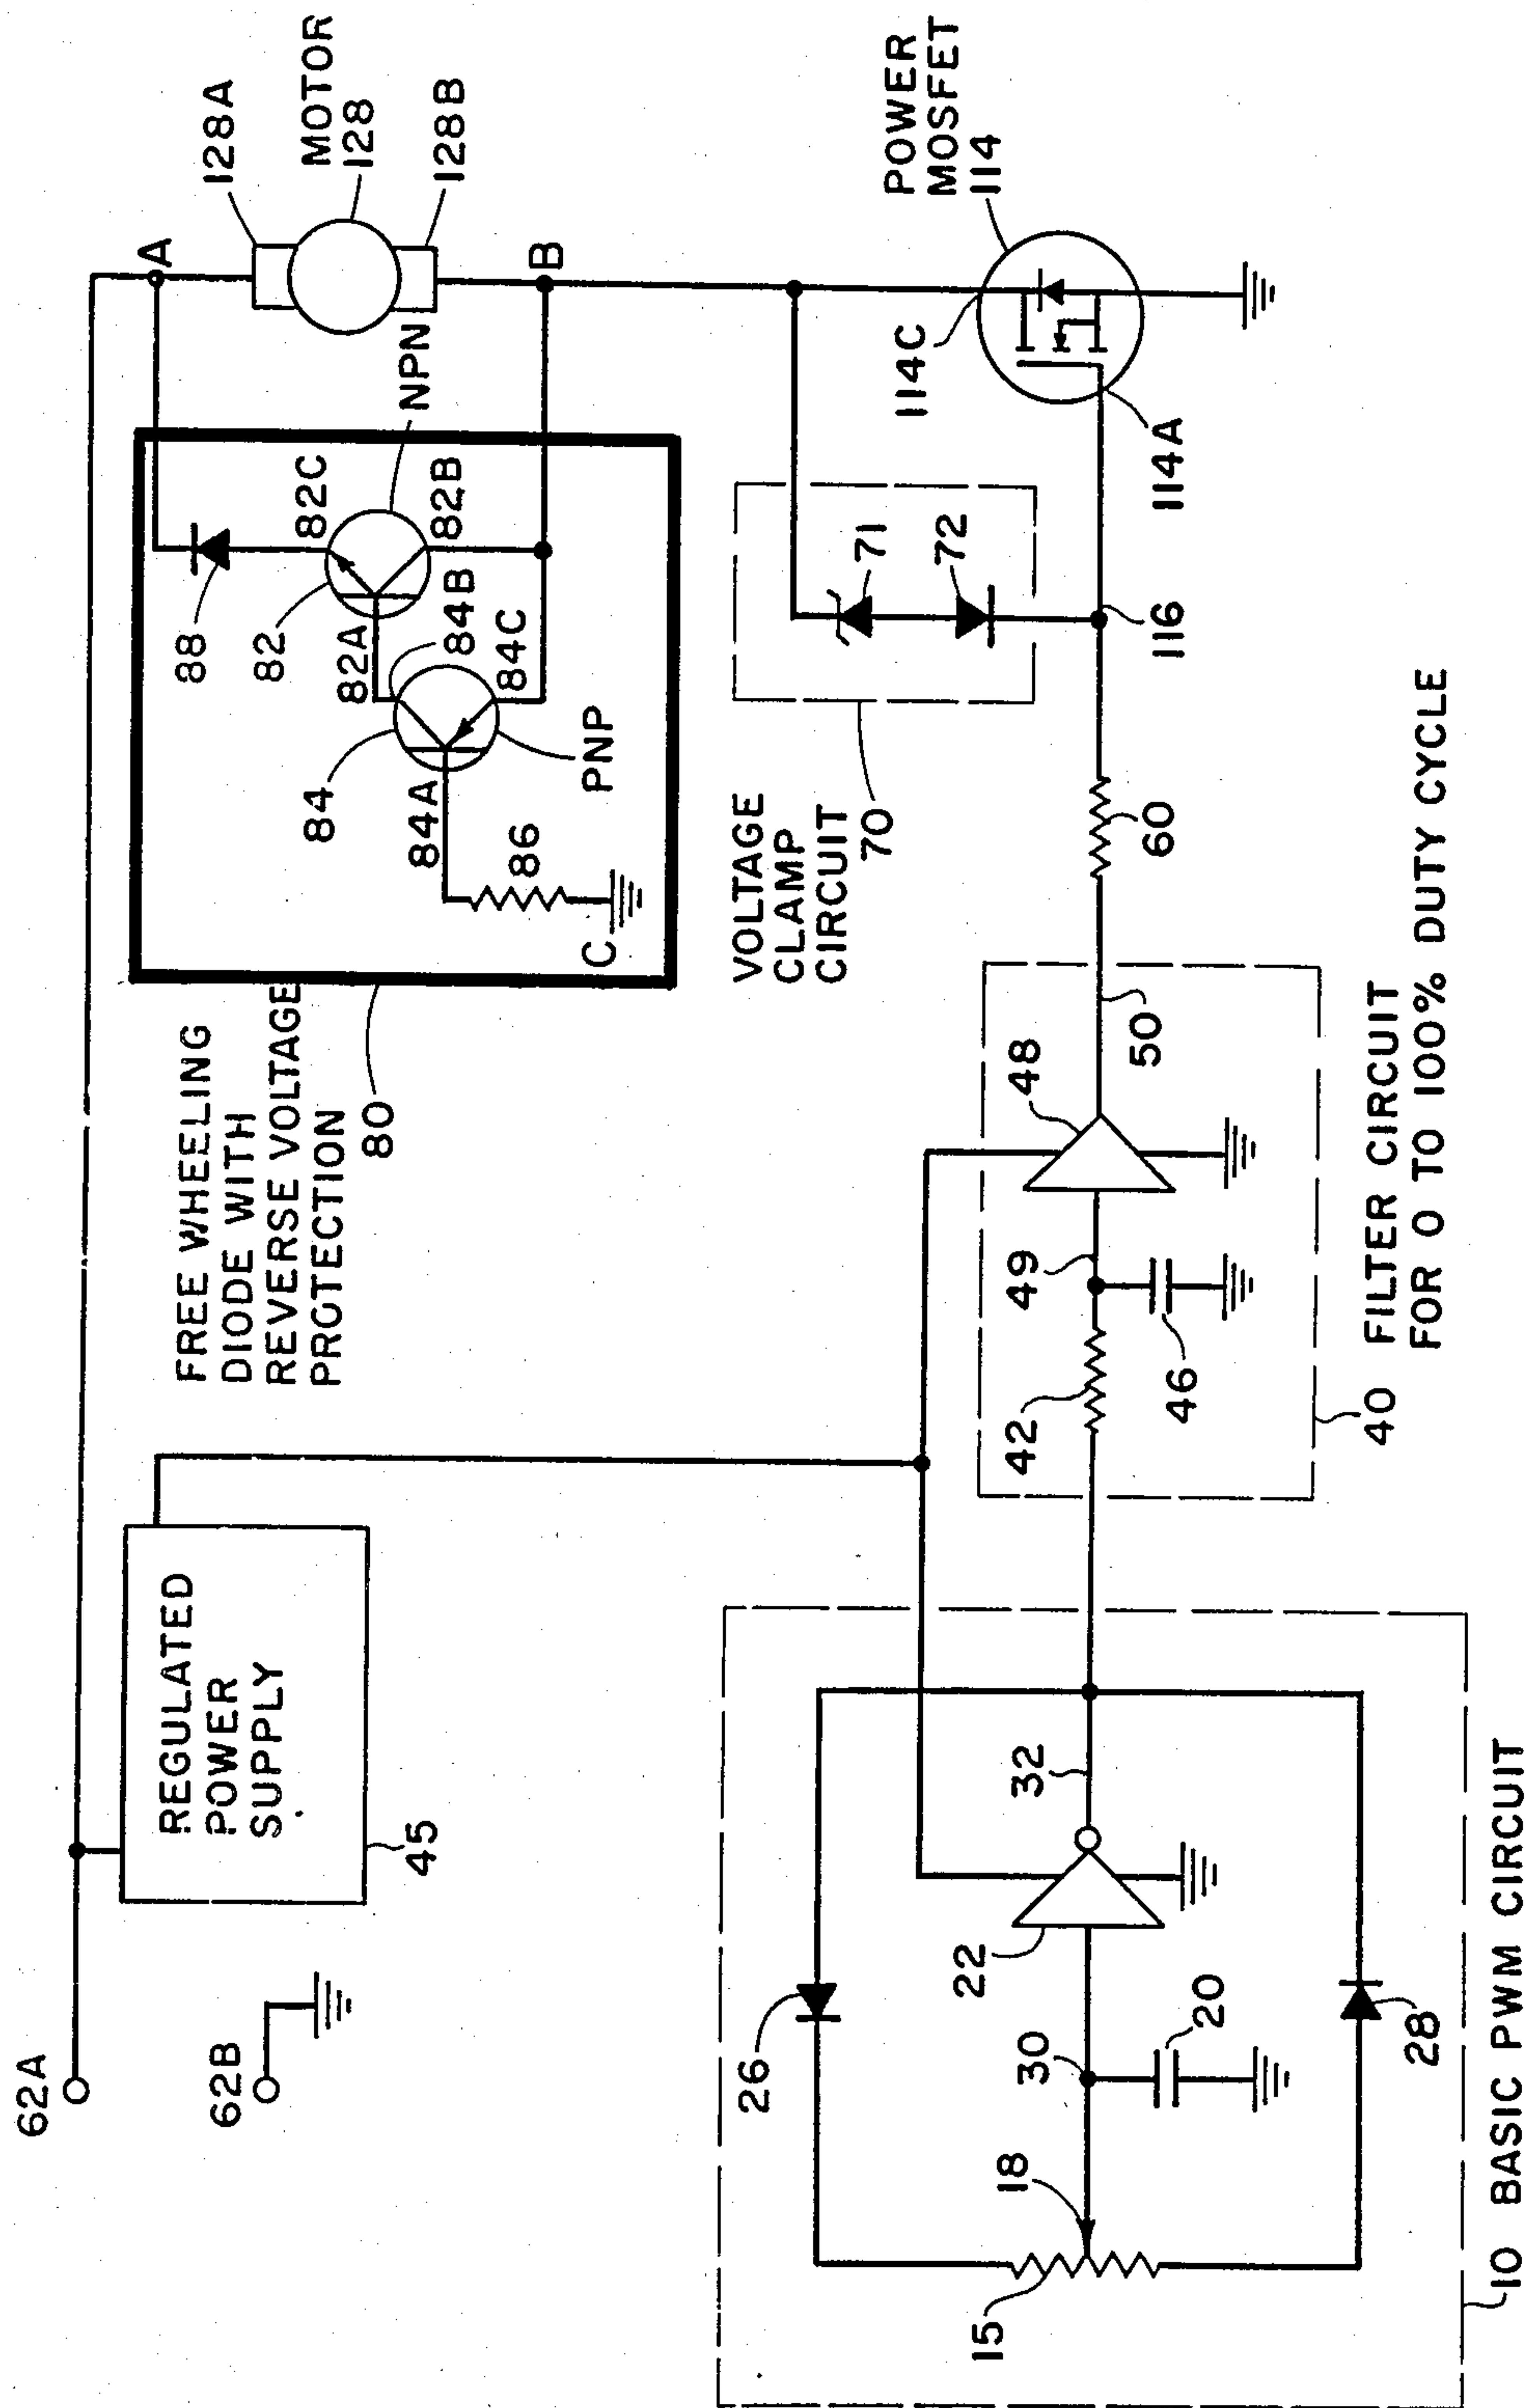 62A
62B
REGULATED
POWER
SUPPLY
45
FREE WHEELING
DIODE WITH
REVERSE VOLTAGE
PROTECTION
80
88
82
82C
82A
82B
NPN
84
84B
84C
84A
PNP
86
C
A
B
128A
MOTOR
128
128B
VOLTAGE
CLAMP
CIRCUIT
70
71
72
114C
POWER
MOSFET
114
114A
116
60
50
48
49
42
46
40 FILTER CIRCUIT
FOR 0 TO 100% DUTY CYCLE
26
22
32
30
20
18
15
28
10 BASIC PWM CIRCUIT